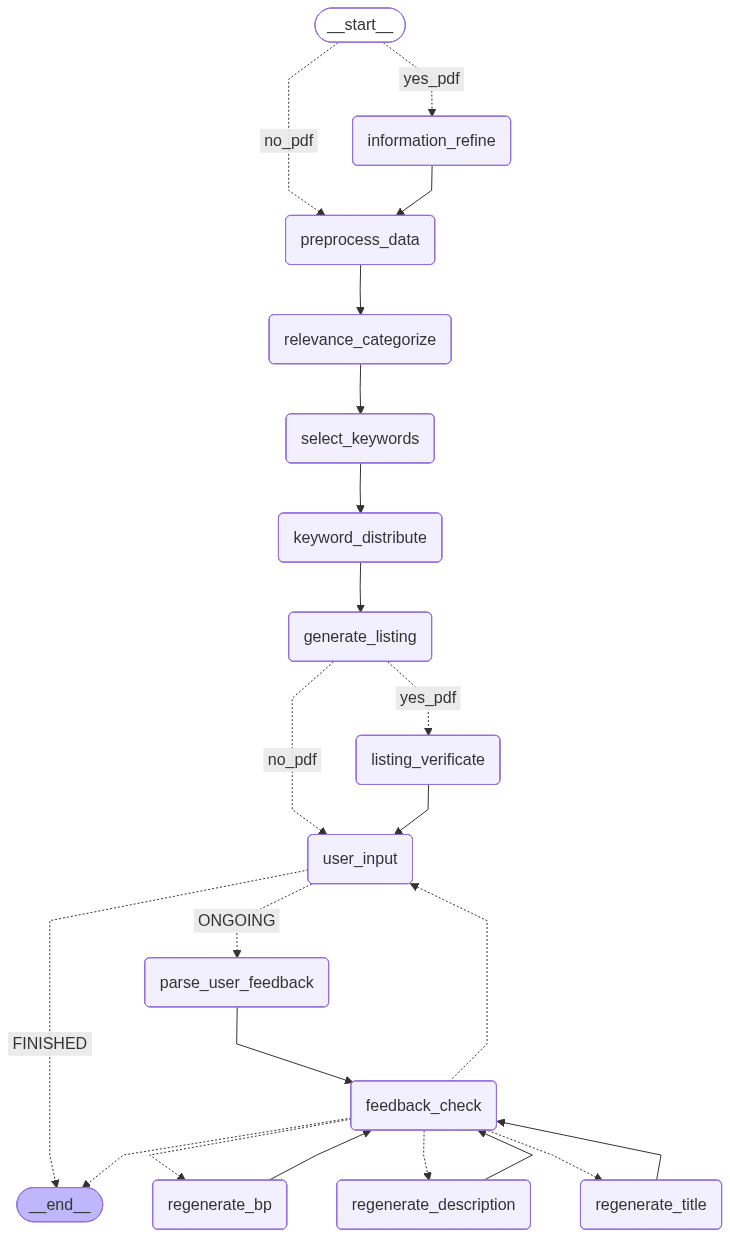 __start__
yes_pdf
no_pdf
information_refine
preprocess_data
relevance_categorize
select_keywords
keyword_distribute
generate_listing
yes_pdf
no_pdf
listing_verificate
user_input
ONGOING
parse_user_feedback
FINISHED
feedback_check
__end__
regenerate_bp
regenerate_description
regenerate_title